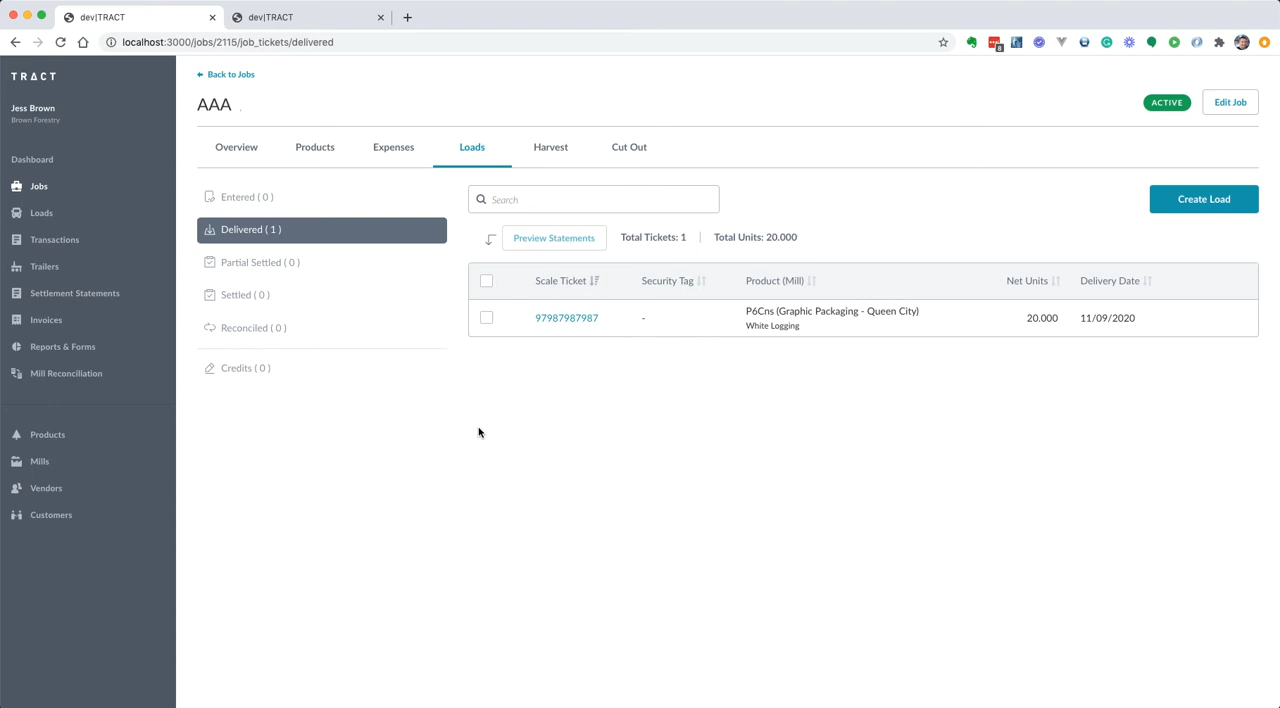 dev|TRACT
dev|TRACT
localhost:3000/jobs/2115/job_tickets/delivered
8
TRACT
Jess Brown
Brown Forestry
Dashboard
Jobs
Loads
Transactions
Trailers
Settlement Statements
Invoices
Reports & Forms
Mill Reconciliation
Products
Mills
Vendors
Customers
Back to Jobs
AAA .
ACTIVE
Edit Job
Overview Products Expenses Loads Harvest Cut Out
Entered ( 0 )
Delivered ( 1 )
Partial Settled ( 0 )
Settled ( 0 )
Reconciled ( 0 )
Credits ( 0 )
Search
Create Load
Preview Statements Total Tickets: 1 | Total Units: 20.000
Scale Ticket Security Tag Product (Mill) Net Units Delivery Date
97987987987 - P6Cns (Graphic Packaging - Queen City) 20.000 11/09/2020
White Logging